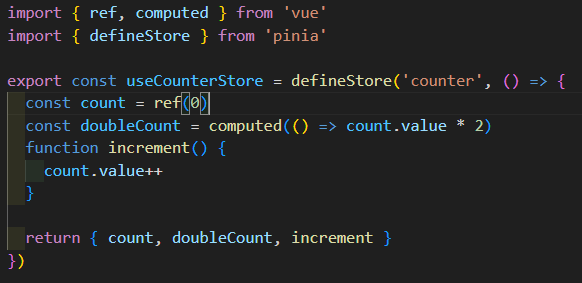 import { ref, computed } from 'vue'
import { defineStore } from 'pinia'

export const useCounterStore = defineStore('counter', () => {
  const count = ref(0)
  const doubleCount = computed(() => count.value * 2)
  function increment() {
    count.value++
  }

  return { count, doubleCount, increment }
})